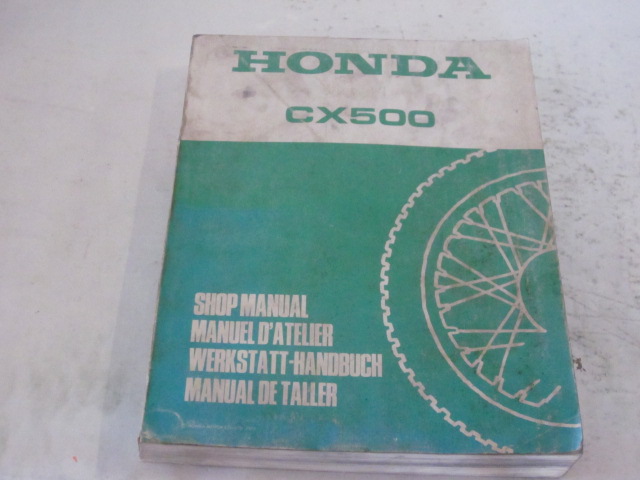 HONDA
CX500
SHOP MANUAL
MANUEL D'ATELIER
WERKSTATT-HANDBUCH
MANUAL DE TALLER